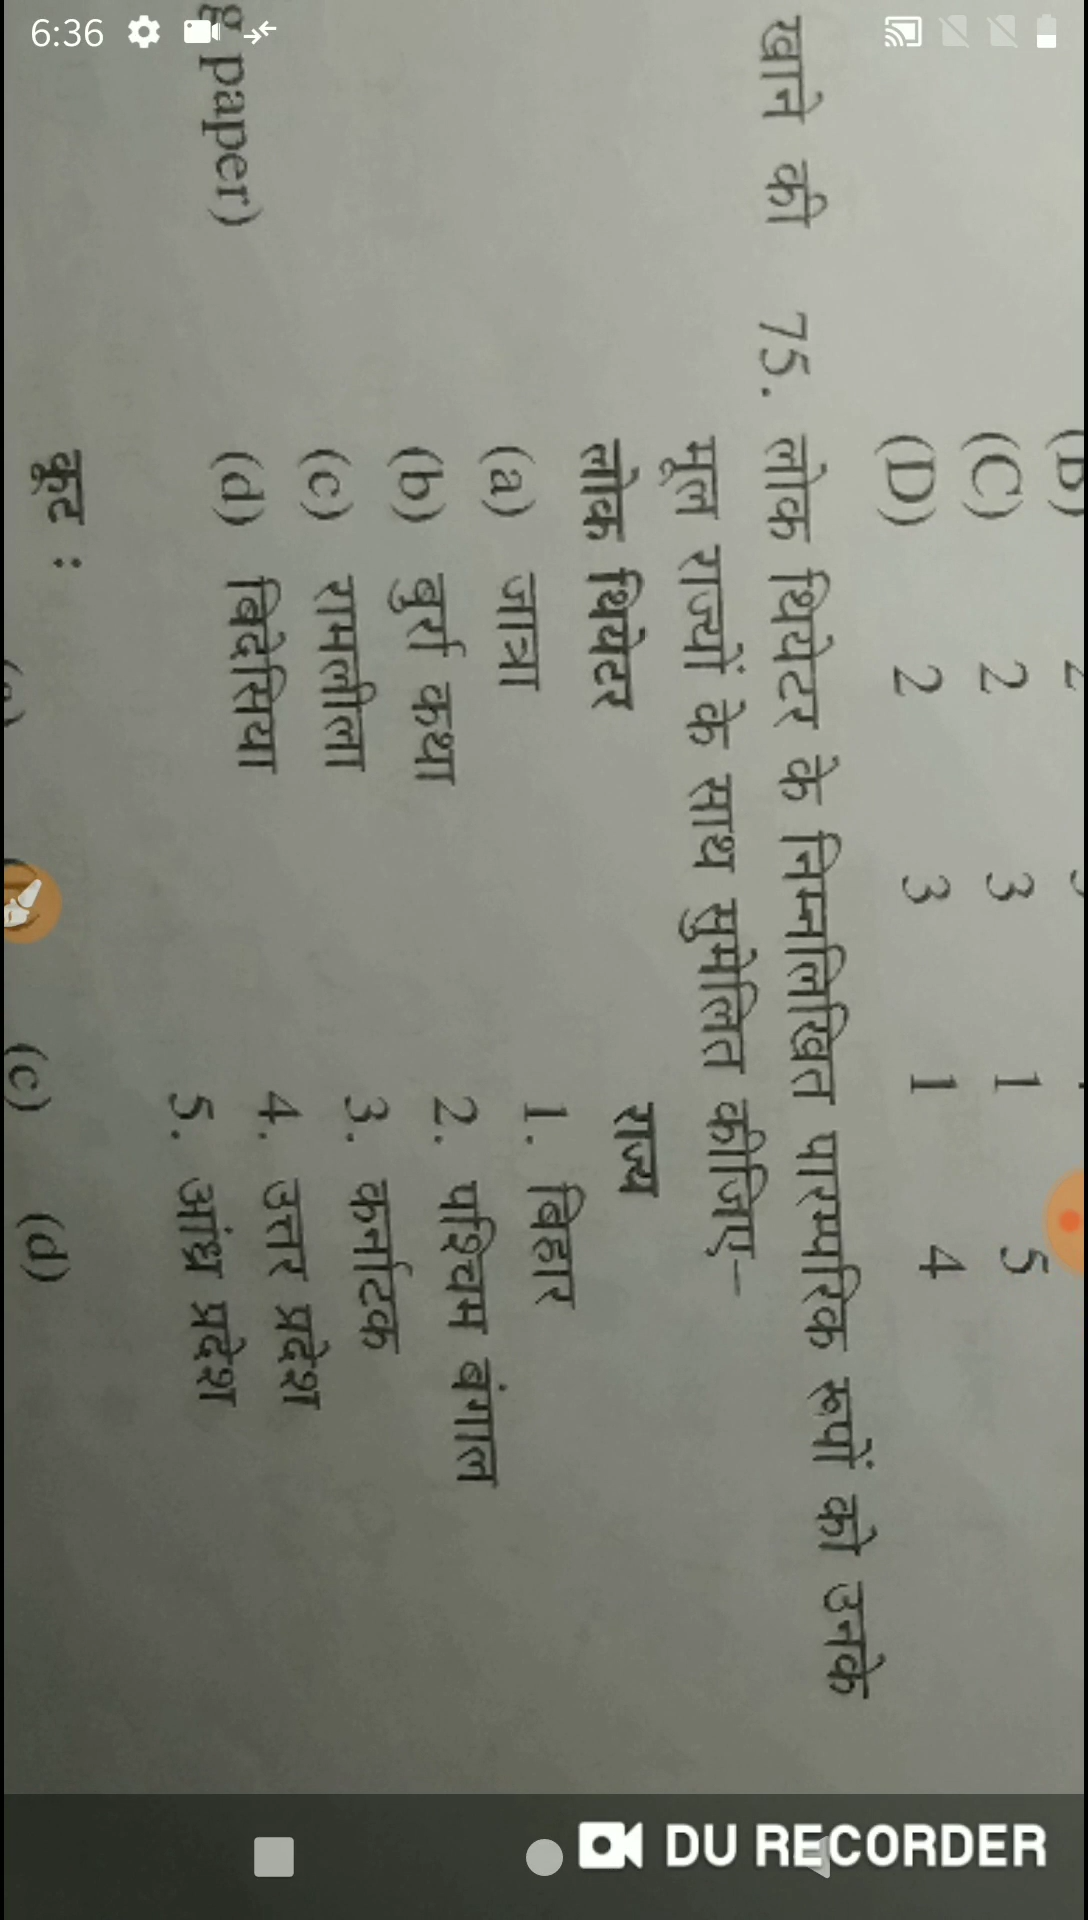 6:36
(C) 2 3 1 5
(D) 2 3 1 4
खाने की
75. लोक थियेटर के निम्नलिखित पारम्परिक रूपों को उनके
मूल राज्यों के साथ सुमेलित कीजिए–
लोक थियेटर राज्य
(a) जात्रा 1. बिहार
(b) बुर्रा कथा 2. पश्चिम बंगाल
(c) रामलीला 3. कर्नाटक
(d) बिदेसिया 4. उत्तर प्रदेश
5. आंध्र प्रदेश
paper)
कूट :
(c) (d)
DU RECORDER